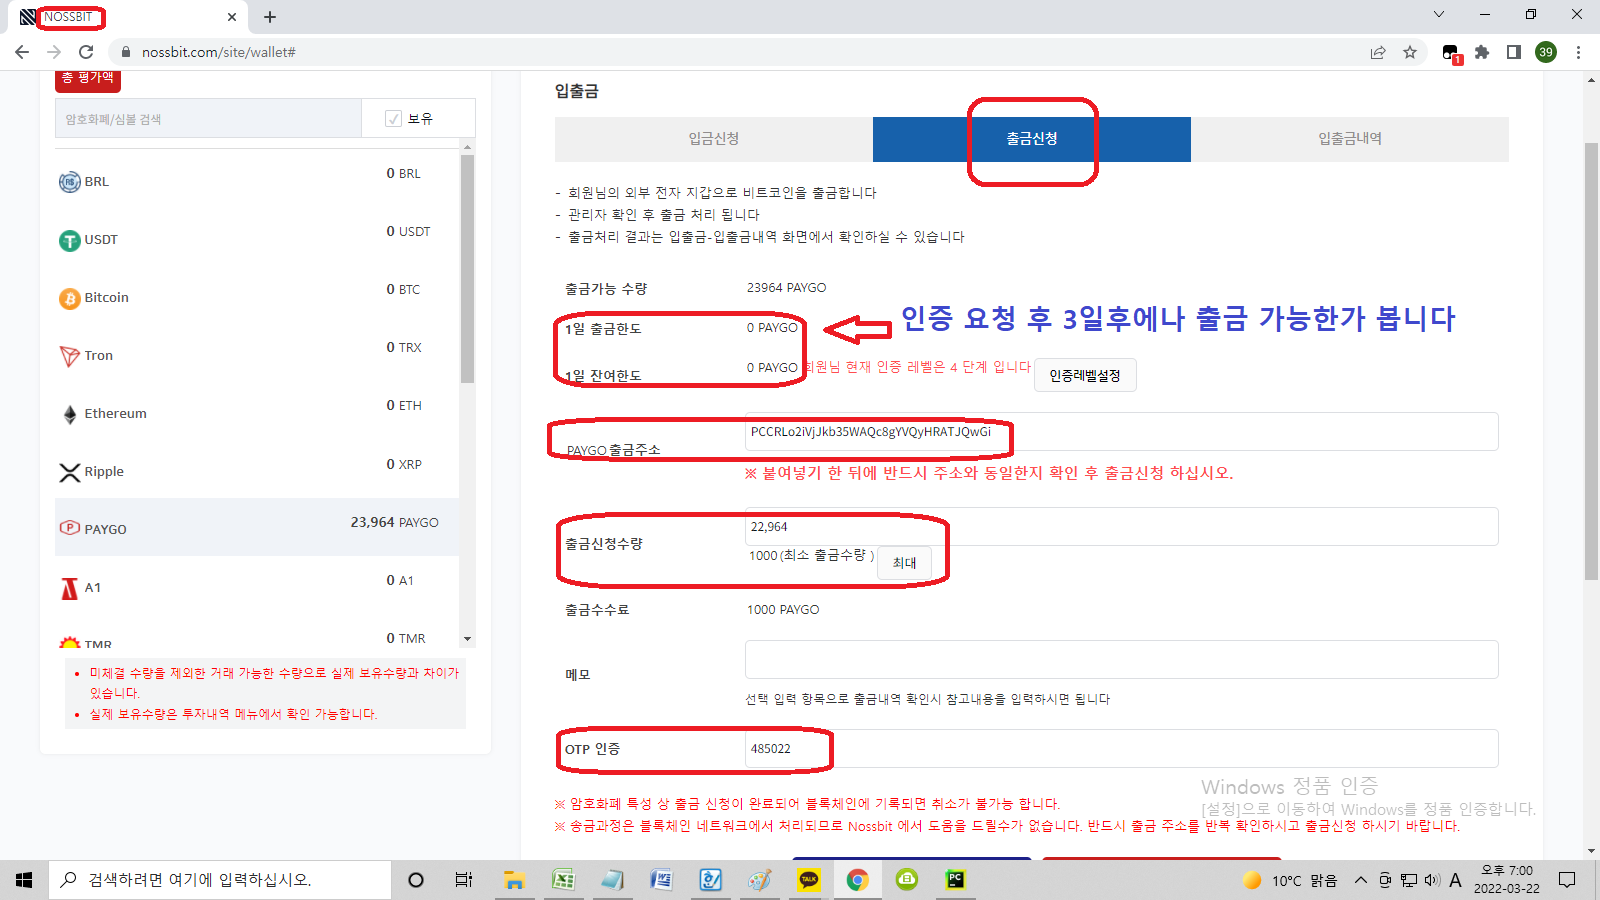 NOSSBIT
nossbit.com/site/wallet#
1
39
총 평가액
암호화폐/심볼 검색
보유
BRL
0 BRL
USDT
0 USDT
Bitcoin
0 BTC
Tron
0 TRX
Ethereum
0 ETH
Ripple
0 XRP
PAYGO
23,964 PAYGO
A1
0 A1
TMR
0 TMR
미체결 수량을 제외한 거래 가능한 수량으로 실제 보유수량과 차이가
있습니다.
실제 보유수량은 투자내역 메뉴에서 확인 가능합니다.
입출금
입금신청
출금신청
입출금내역
- 회원님의 외부 전자 지갑으로 비트코인을 출금합니다
- 관리자 확인 후 출금 처리 됩니다
- 출금처리 결과는 입출금-입출금내역 화면에서 확인하실 수 있습니다
출금가능 수량
23964 PAYGO
1일 출금한도
0 PAYGO
인증 요청 후 3일후에나 출금 가능한가 봅니다
1일 잔여한도
0 PAYGO 회원님 현재 인증 레벨은 4 단계 입니다
인증레벨설정
PAYGO 출금주소
PCCRLo2iVjJkb35WAQc8gYVQyHRATJQwGi
※ 붙여넣기 한 뒤에 반드시 주소와 동일한지 확인 후 출금신청 하십시오.
출금신청수량
22,964
1000 (최소 출금수량 )
최대
출금수수료
1000 PAYGO
메모
선택 입력 항목으로 출금내역 확인시 참고내용을 입력하시면 됩니다
OTP 인증
485022
Windows 정품 인증
[설정]으로 이동하여 Windows를 정품 인증합니다.
※ 암호화폐 특성 상 출금 신청이 완료되어 블록체인에 기록되면 취소가 불가능 합니다.
※ 송금과정은 블록체인 네트워크에서 처리되므로 Nossbit 에서 도움을 드릴수가 없습니다. 반드시 출금 주소를 반복 확인하시고 출금신청 하시기 바랍니다.
검색하려면 여기에 입력하십시오.
TALK
PC
10°C 맑음
A
오후 7:00
2022-03-22